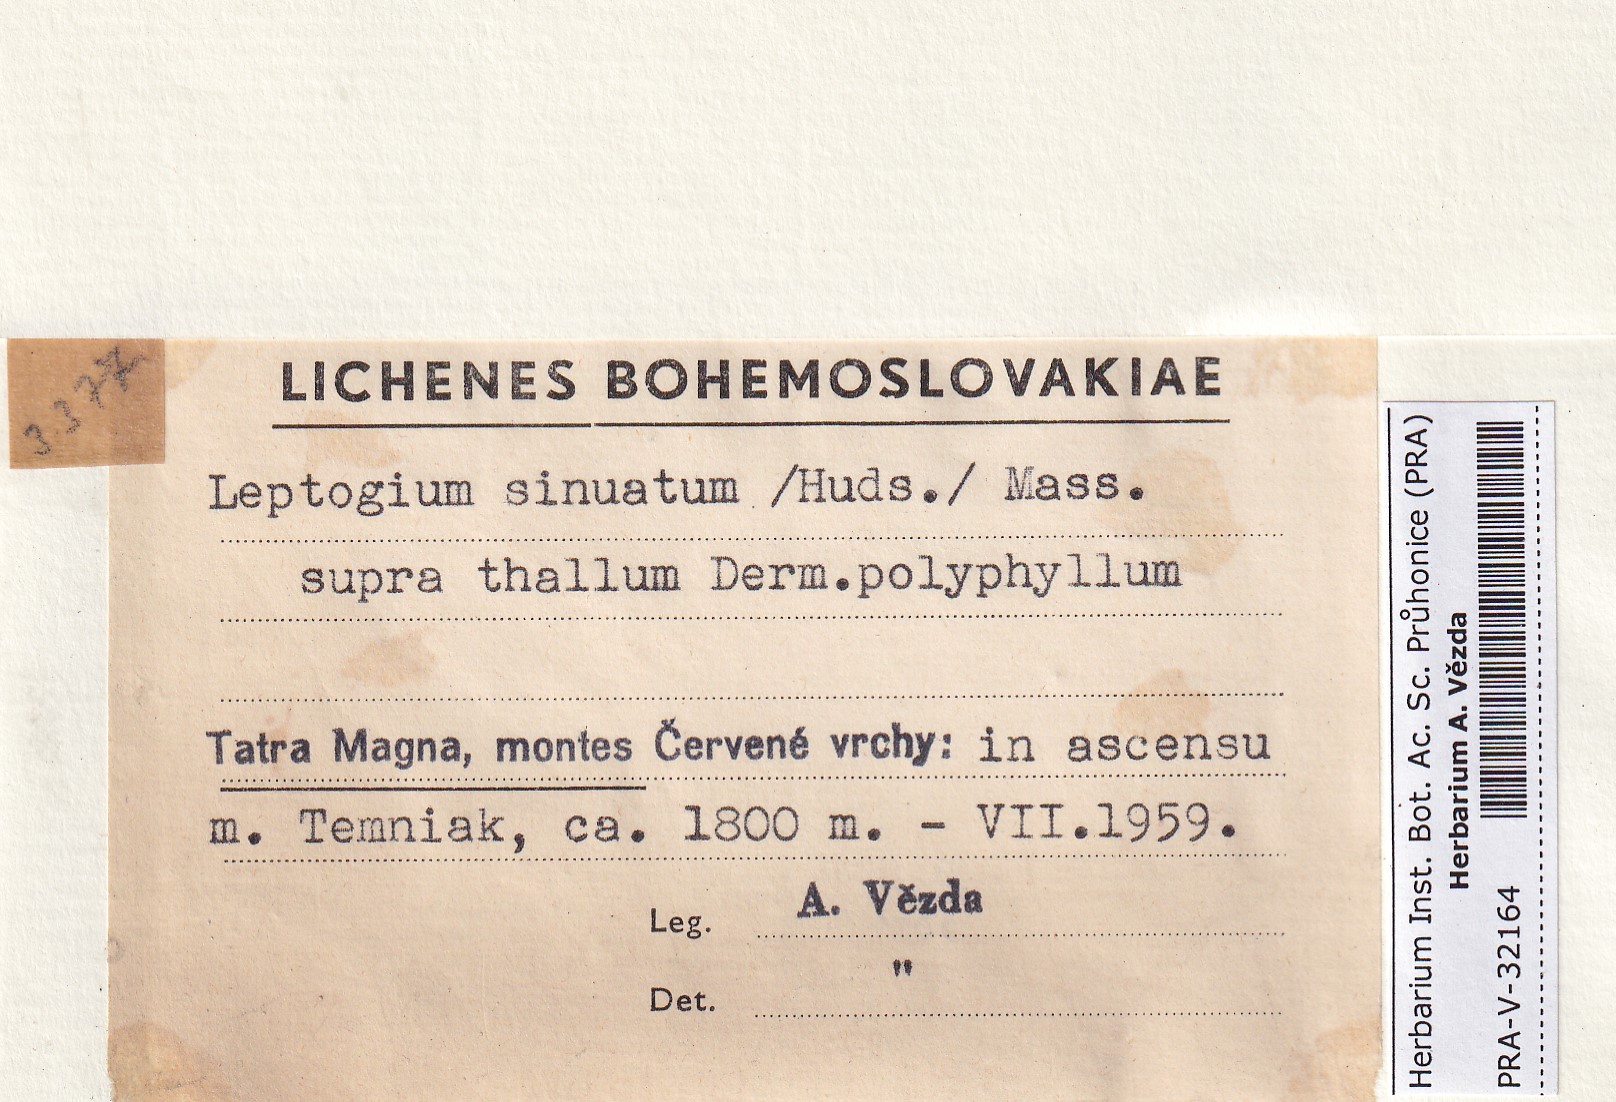 3377
LICHENES BOHEMOSLOVAKIAE
Leptogium sinuatum /Huds./ Mass.
supra thallum Derm.polyphyllum
Tatra Magna, montes Červené vrchy: in ascensu
m. Temniak, ca. 1800 m. - VII.1959.
Leg. A. Vězda
Det. "
Herbarium Inst. Bot. Ac. Sc. Průhonice (PRA)
Herbarium A. Vězda
PRA-V-32164